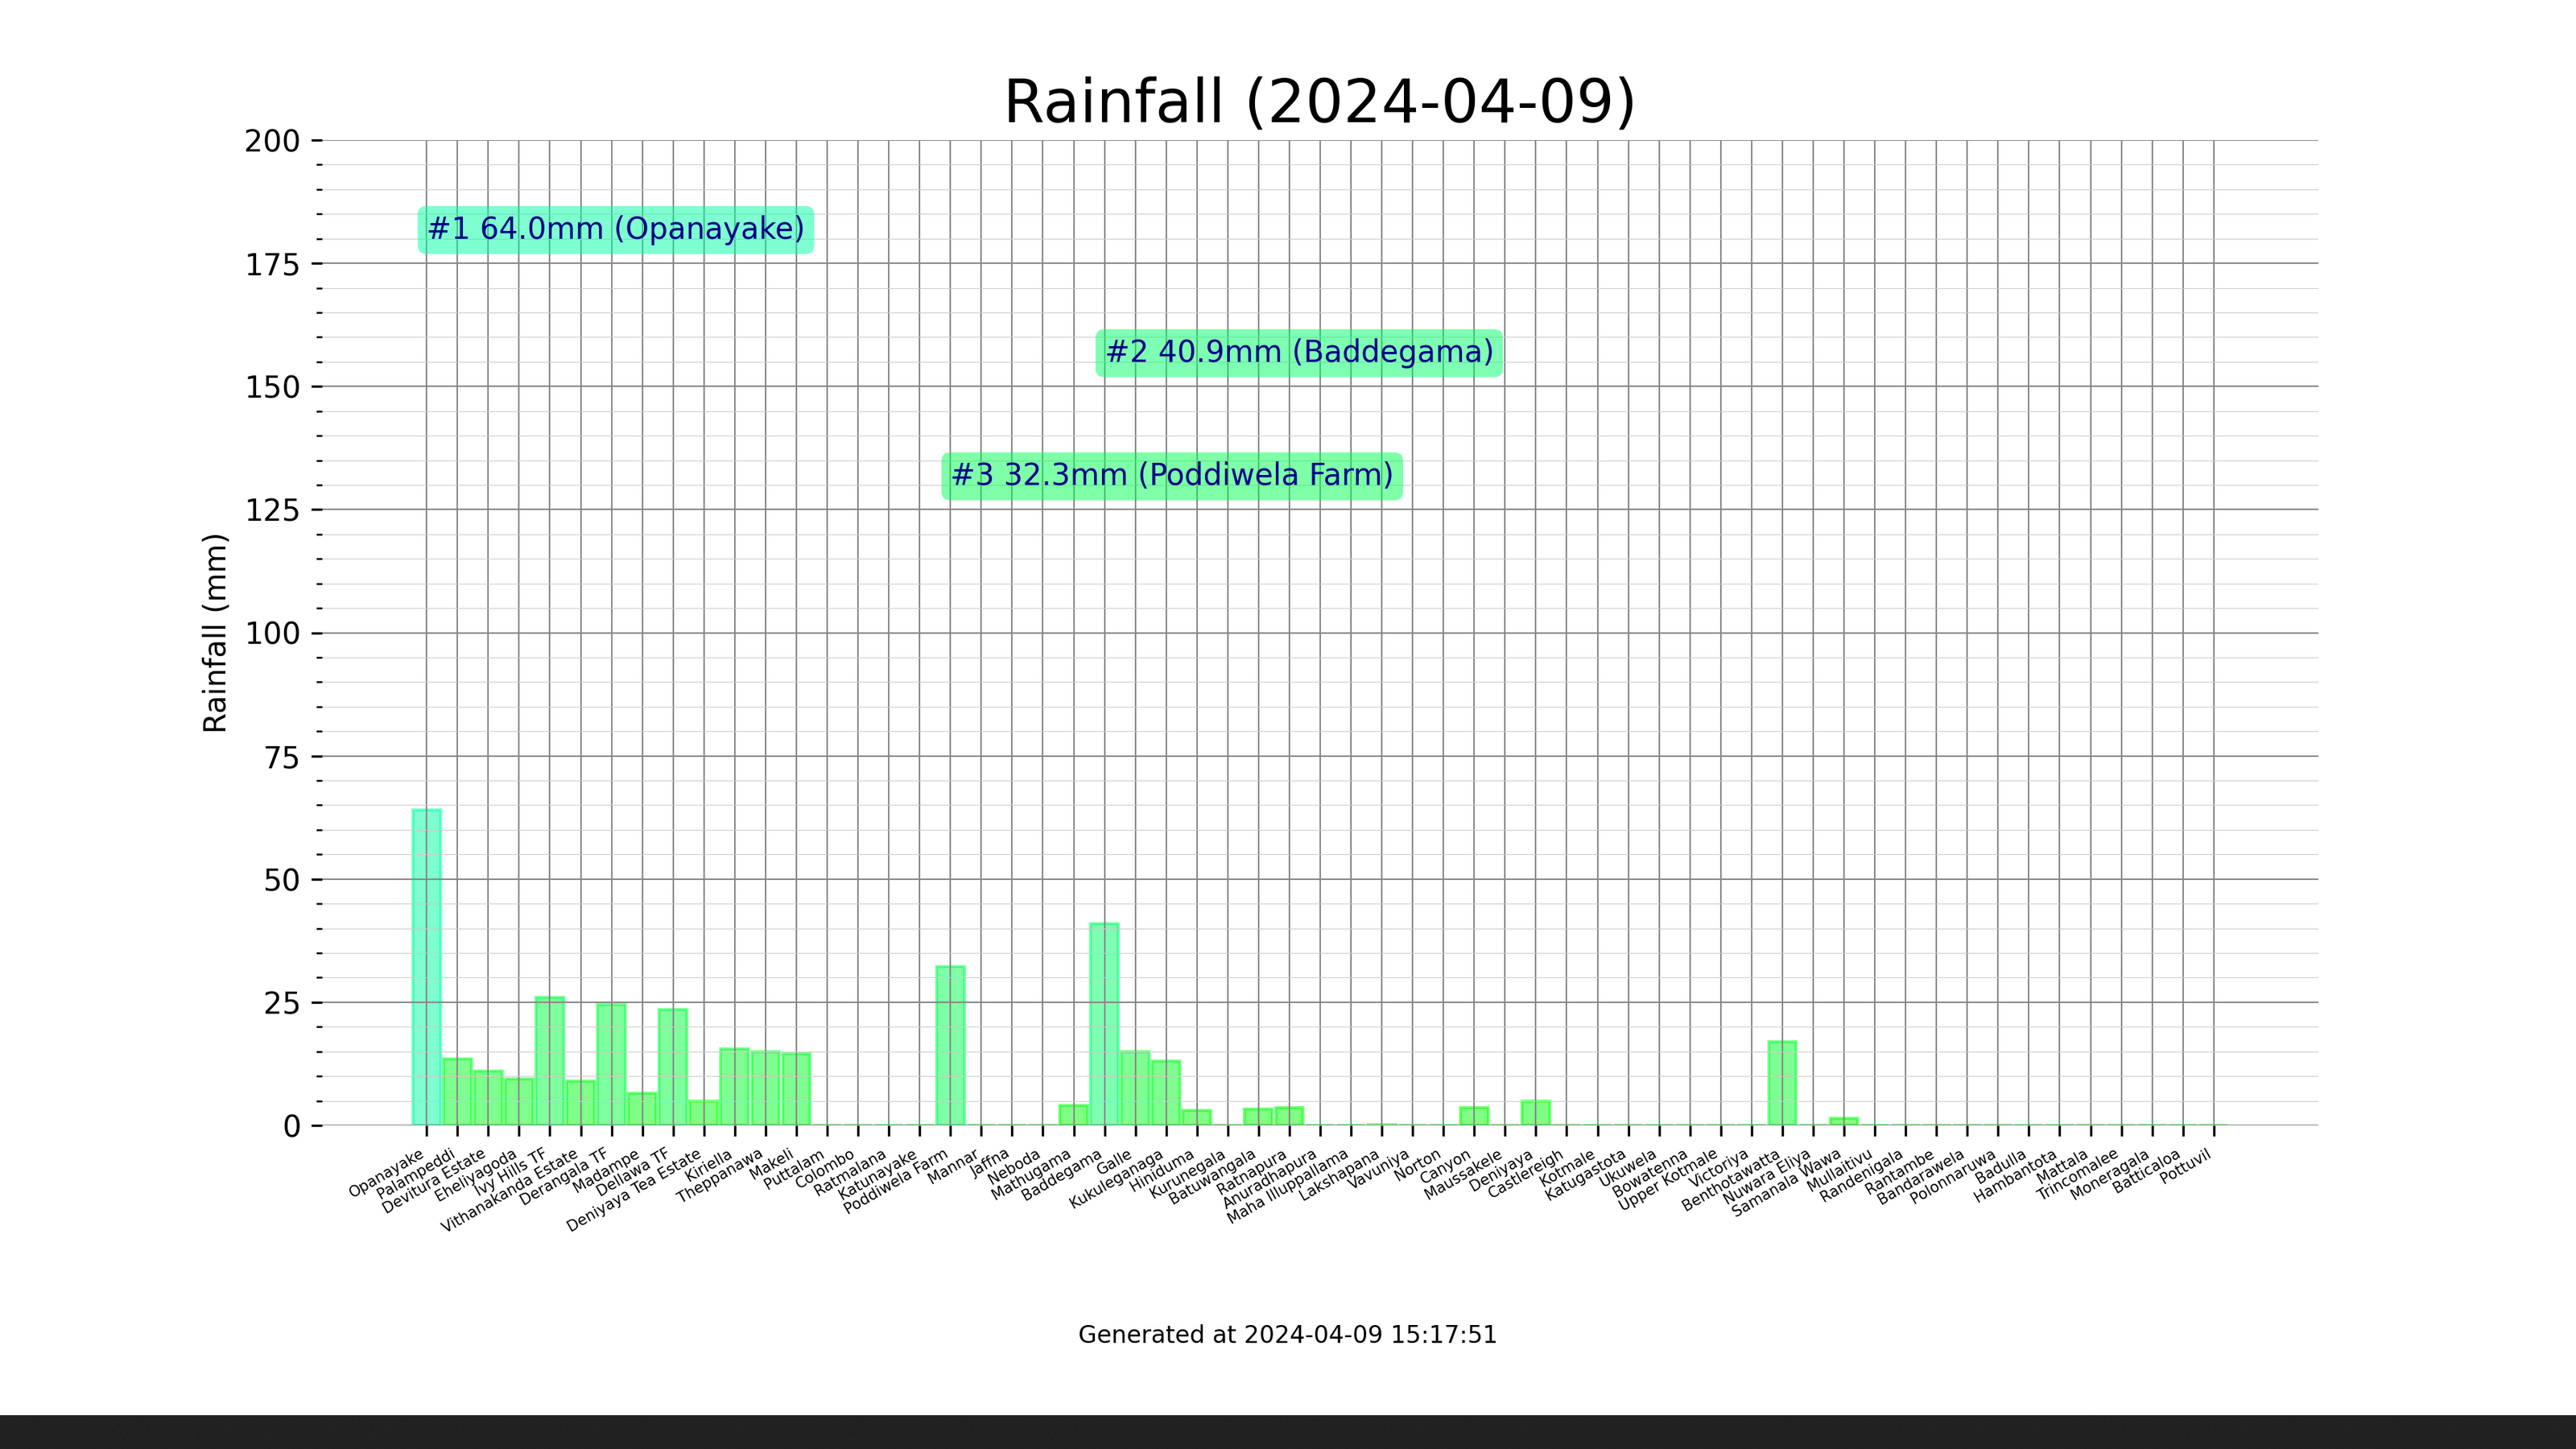 Rainfall (2024-04-09)
200
175
150
125
100
75
50
25
0
Rainfall (mm)
#1 64.0mm (Opanayake)
#2 40.9mm (Baddegama)
#3 32.3mm (Poddiwela Farm)
Opanayake
Palampeddi
Devitura Estate
Eheliyagoda
Ivy Hills TF
Vithanakanda Estate
Derangala TF
Madampe
Dellawa TF
Deniyaya Tea Estate
Kiriella
Theppanawa
Makeli
Puttalam
Colombo
Ratmalana
Katunayake
Poddiwela Farm
Mannar
Jaffna
Neboda
Mathugama
Baddegama
Galle
Kukuleganaga
Hiniduma
Kurunegala
Batuwangala
Ratnapura
Anuradhapura
Maha Illuppallama
Lakshapana
Vavuniya
Norton
Canyon
Maussakele
Deniyaya
Castlereigh
Kotmale
Katugastota
Ukuwela
Bowatenna
Upper Kotmale
Victoriya
Benthotawatta
Nuwara Eliya
Samanala Wawa
Mullaitivu
Randenigala
Rantambe
Bandarawela
Polonnaruwa
Badulla
Hambantota
Mattala
Trincomalee
Moneragala
Batticaloa
Pottuvil
Generated at 2024-04-09 15:17:51